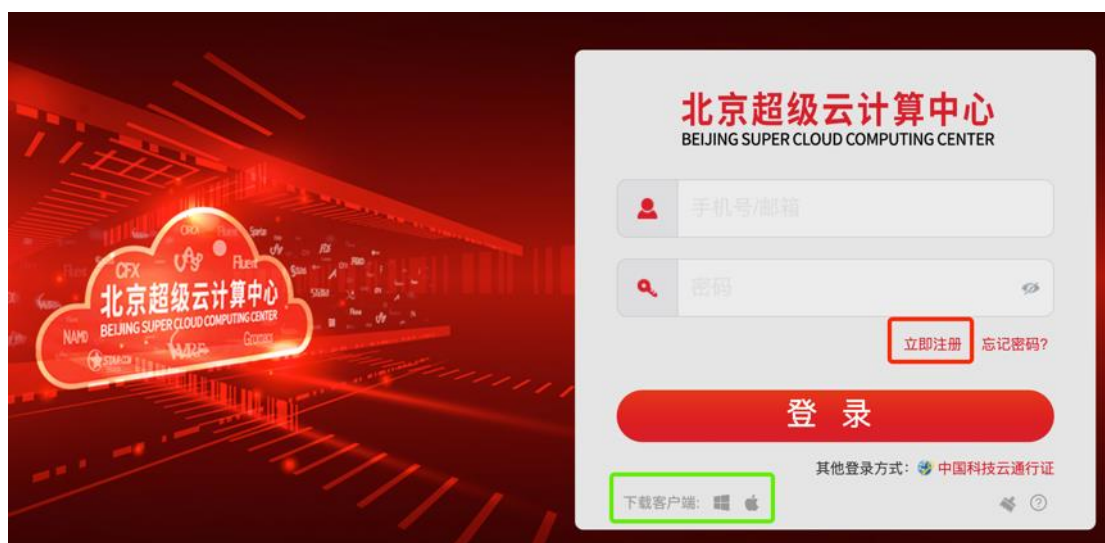 北京超级云计算中心
BEIJING SUPER CLOUD COMPUTING CENTER
手机号/邮箱
密码
立即注册 忘记密码?
登 录
其他登录方式: 中国科技云通行证
下载客户端:
CFX
Fluent
北京超级云计算中心
BEIJING SUPER CLOUD COMPUTING CENTER
NAMD
WRF
Gromacs